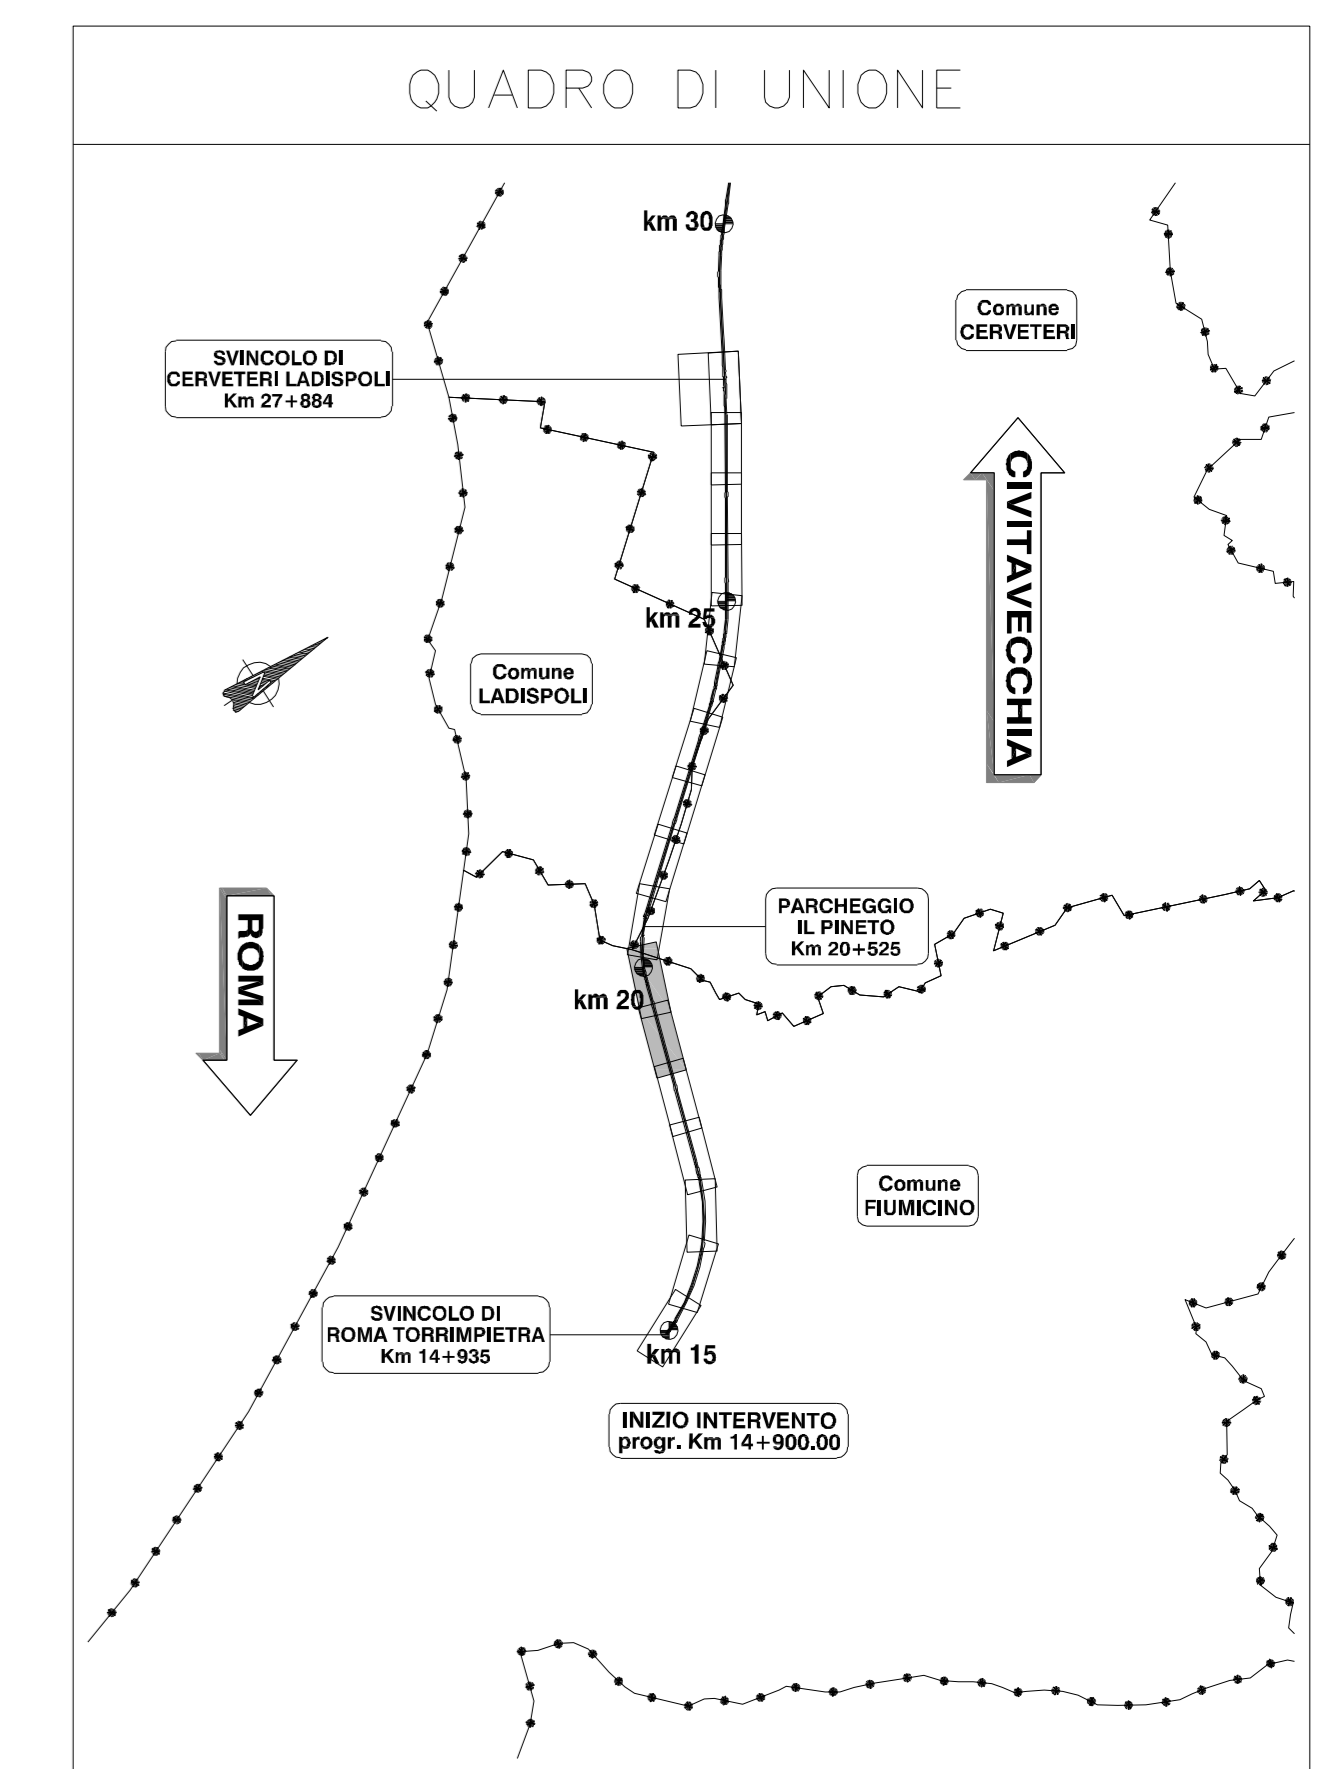 QUADRO DI UNIONE
km 30
Comune
CERVETERI
SVINCOLO DI
CERVETERI LADISPOLI
Km 27+884
CIVITAVECCHIA
km 25
Comune
LADISPOLI
N
PARCHEGGIO
IL PINETO
Km 20+525
ROMA
km 20
Comune
FIUMICINO
SVINCOLO DI
ROMA TORRIMPIETRA
Km 14+935
km 15
INIZIO INTERVENTO
progr. Km 14+900.00